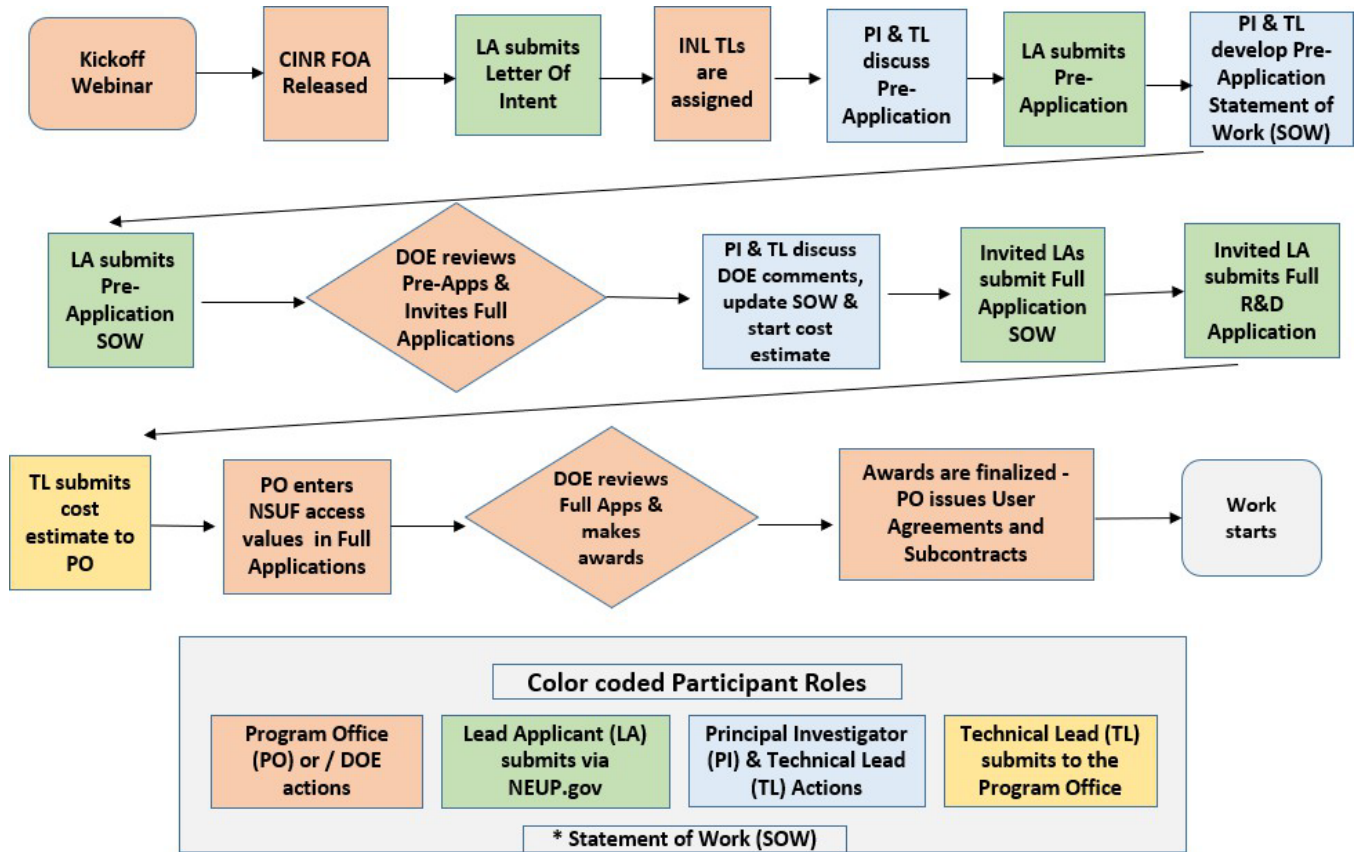 Kickoff
Webinar
CINR FOA
Released
LA submits
Letter Of
Intent
INL TLs
are
assigned
PI & TL
discuss
Pre-
Application
LA submits
Pre-
Application
PI & TL
develop Pre-
Application
Statement of
Work (SOW)
LA submits
Pre-
Application
SOW
DOE reviews
Pre-Apps &
Invites Full
Applications
PI & TL discuss
DOE comments,
update SOW &
start cost
estimate
Invited LAs
submit Full
Application
SOW
Invited LA
submits Full
R&D
Application
TL submits
cost
estimate to
PO
PO enters
NSUF access
values in Full
Applications
DOE reviews
Full Apps &
makes
awards
Awards are finalized -
PO issues User
Agreements and
Subcontracts
Work
starts
Color coded Participant Roles
Program Office
(PO) or / DOE
actions
Lead Applicant (LA)
submits via
NEUP.gov
Principal Investigator
(PI) & Technical Lead
(TL) Actions
Technical Lead (TL)
submits to the
Program Office
* Statement of Work (SOW)